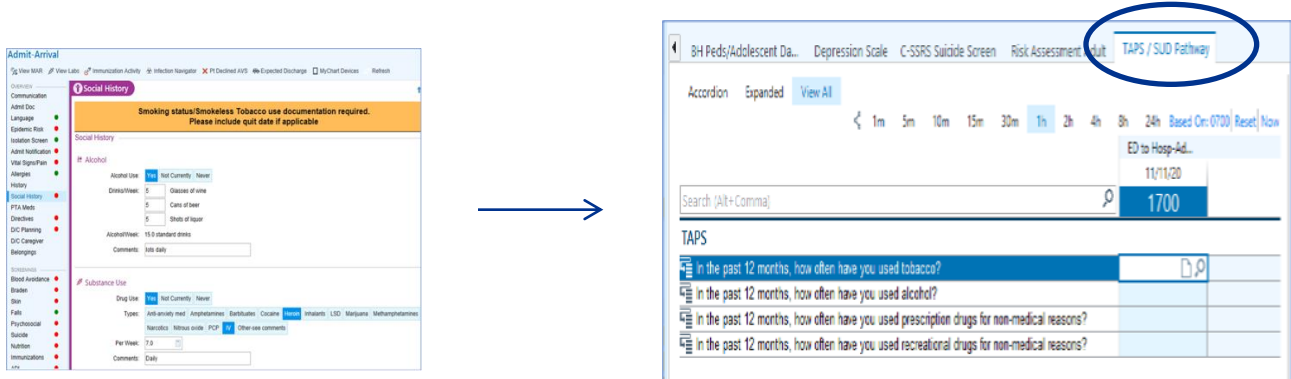 Admit-Arrival
View MAR View Labs Immunization Activity Infection Navigator Pt Declined AVS Expected Discharge MyChart Devices Refresh
OVERVIEW
Communication
Admit Doc
Language
Epidemic Risk
Isolation Screen
Admit Notification
Vital Signs/Pain
Allergies
History
Social History
PTA Meds
Directives
D/C Planning
D/C Caregiver
Belongings
Blood Avoidance
Braden
Skin
Falls
Psychosocial
Suicide
Nutrition
Immunizations
Social History
Smoking status/Smokeless Tobacco use documentation required.
Please include quit date if applicable
Social History
Alcohol
Alcohol Use: Yes Not Currently Never
Drinks/Week: 5 Glasses of wine
5 Cans of beer
5 Shots of liquor
Alcohol/Week: 15.0 standard drinks
Comments: lots daily
Substance Use
Drug Use: Yes Not Currently Never
Types: Anti-anxiety med Amphetamines Barbituates Cocaine Heroin Inhalants LSD Marijuana Methamphetamines
Narcotics Nitrous oxide PCP IV Other-see comments
Per Week: 7.0
Comments: Daily
BH Peds/Adolescent Da... Depression Scale C-SSRS Suicide Screen Risk Assessment Adult TAPS / SUD Pathway
Accordion Expanded View All
1m 5m 10m 15m 30m 1h 2h 4h 8h 24h Based On: 0700 Reset Now
ED to Hosp-Ad...
11/11/20
Search (Alt+Comma) 1700
TAPS
In the past 12 months, how often have you used tobacco?
In the past 12 months, how often have you used alcohol?
In the past 12 months, how often have you used prescription drugs for non-medical reasons?
In the past 12 months, how often have you used recreational drugs for non-medical reasons?